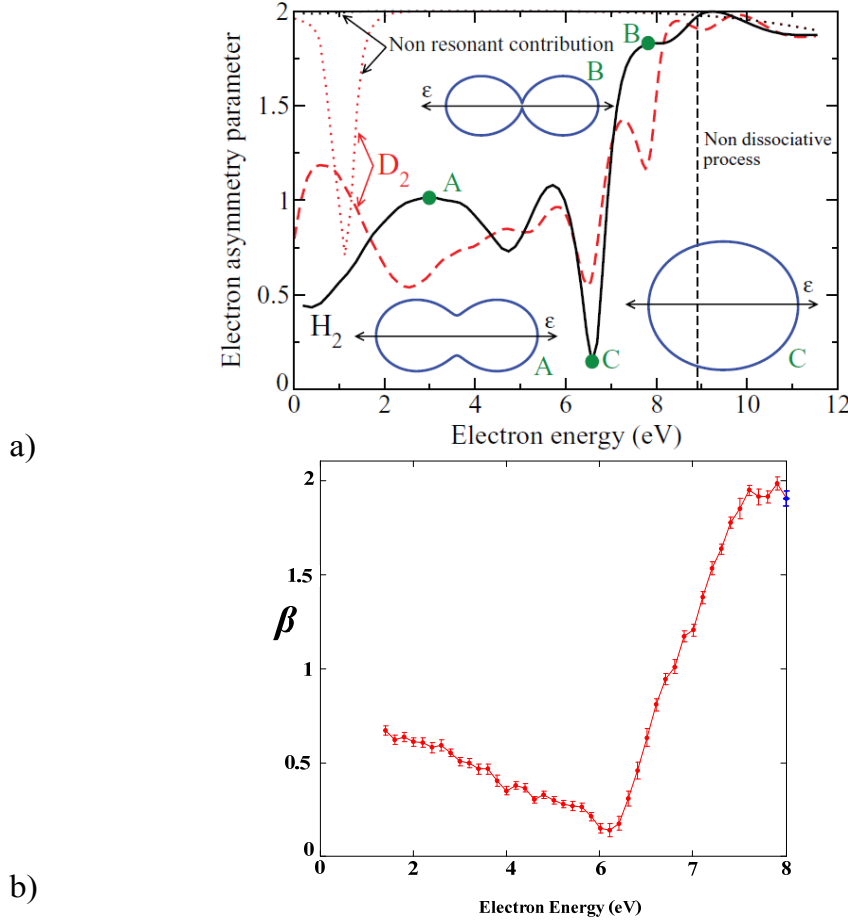 2
1.5
1
0.5
0
Electron asymmetry parameter
Non resonant contribution
B
B
ε
D2
A
Non dissociative
process
H2
ε
A
C
ε
C
0 2 4 6 8 10 12
Electron energy (eV)
a)
2
1.5
1
0.5
0
β
0 2 4 6 7 8
Electron Energy (eV)
b)